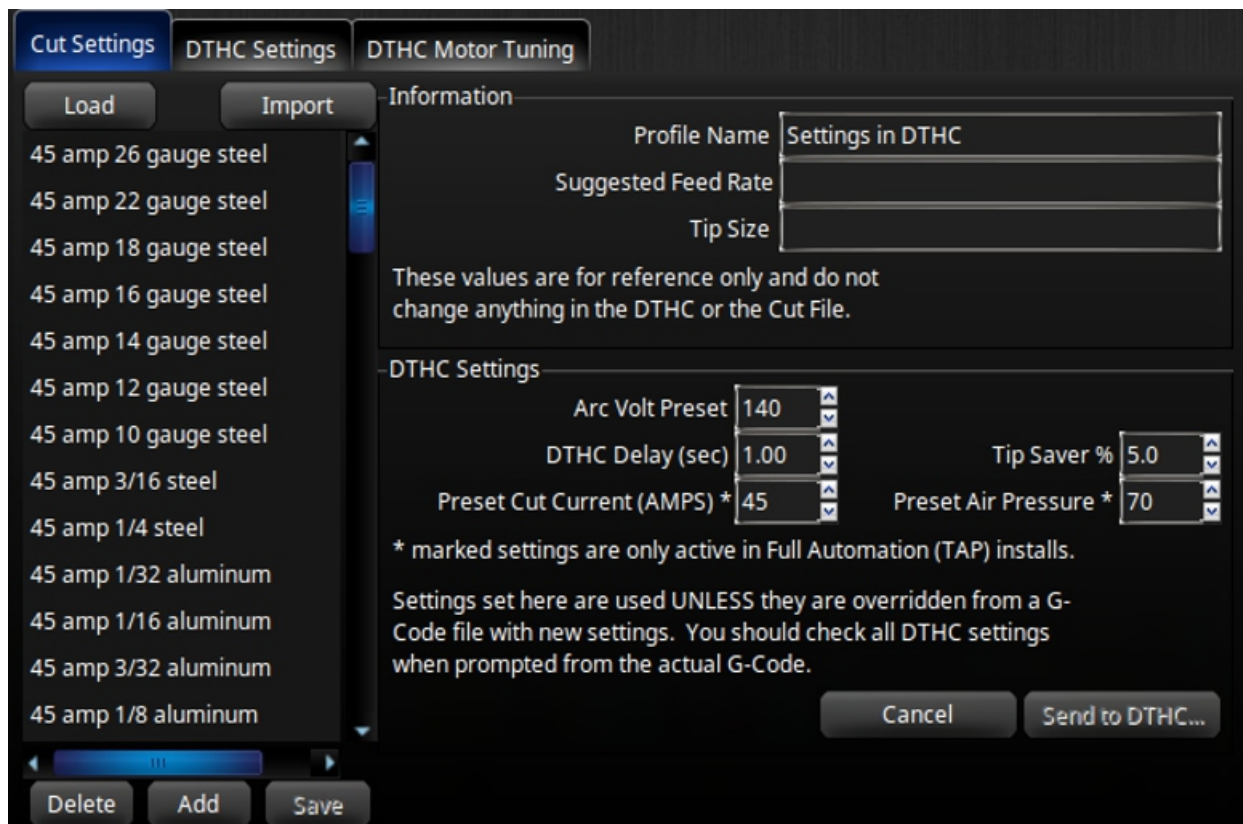 Cut Settings
DTHC Settings
DTHC Motor Tuning
Load
Import
45 amp 26 gauge steel
45 amp 22 gauge steel
45 amp 18 gauge steel
45 amp 16 gauge steel
45 amp 14 gauge steel
45 amp 12 gauge steel
45 amp 10 gauge steel
45 amp 3/16 steel
45 amp 1/4 steel
45 amp 1/32 aluminum
45 amp 1/16 aluminum
45 amp 3/32 aluminum
45 amp 1/8 aluminum
Delete
Add
Save
Information
Profile Name Settings in DTHC
Suggested Feed Rate
Tip Size
These values are for reference only and do not
change anything in the DTHC or the Cut File.
DTHC Settings
Arc Volt Preset 140
DTHC Delay (sec) 1.00
Tip Saver % 5.0
Preset Cut Current (AMPS) * 45
Preset Air Pressure * 70
* marked settings are only active in Full Automation (TAP) installs.
Settings set here are used UNLESS they are overridden from a G-
Code file with new settings. You should check all DTHC settings
when prompted from the actual G-Code.
Cancel
Send to DTHC...